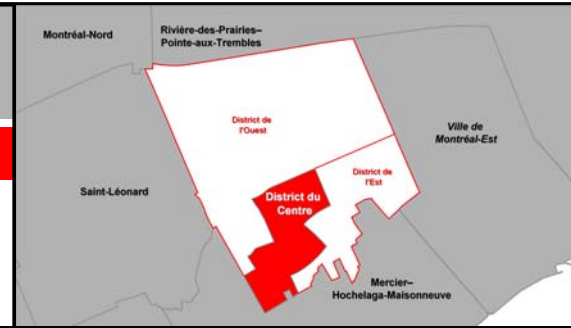 Montréal-Nord
Rivière-des-Prairies–
Pointe-aux-Trembles
District de
l'Ouest
Ville de
Montréal-Est
Saint-Léonard
District de
l'Est
District du
Centre
Mercier–
Hochelaga-Maisonneuve